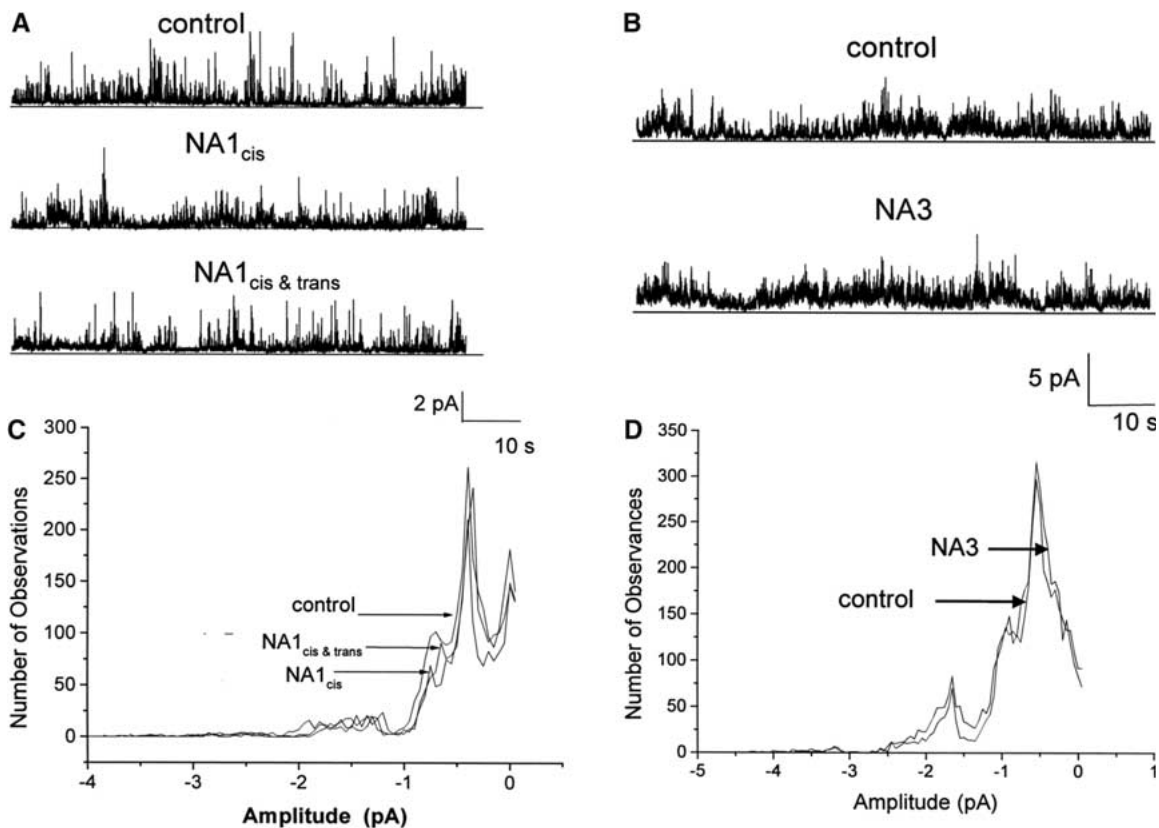 A
control
NA1cis
NA1cis & trans
2 pA
10 s
B
control
NA3
5 pA
10 s
C
300
250
200
150
100
50
0
Number of Observations
control
NA1cis & trans
NA1cis
-4
-3
-2
-1
0
Amplitude (pA)
D
350
300
250
200
150
100
50
0
Number of Observances
NA3
control
-5
-4
-3
-2
-1
0
1
Amplitude (pA)